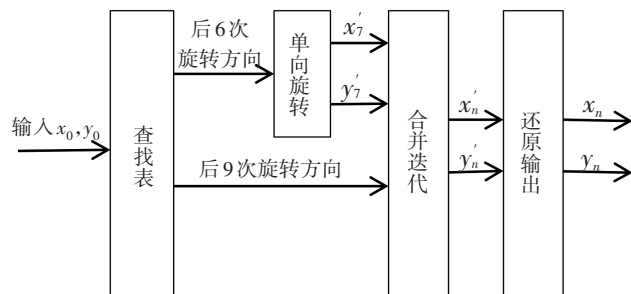 输入x₀,y₀
查找表
后6次
旋转方向
后9次旋转方向
单向旋转
x₇′
y₇′
合并迭代
xₙ′
yₙ′
还原输出
xₙ
yₙ